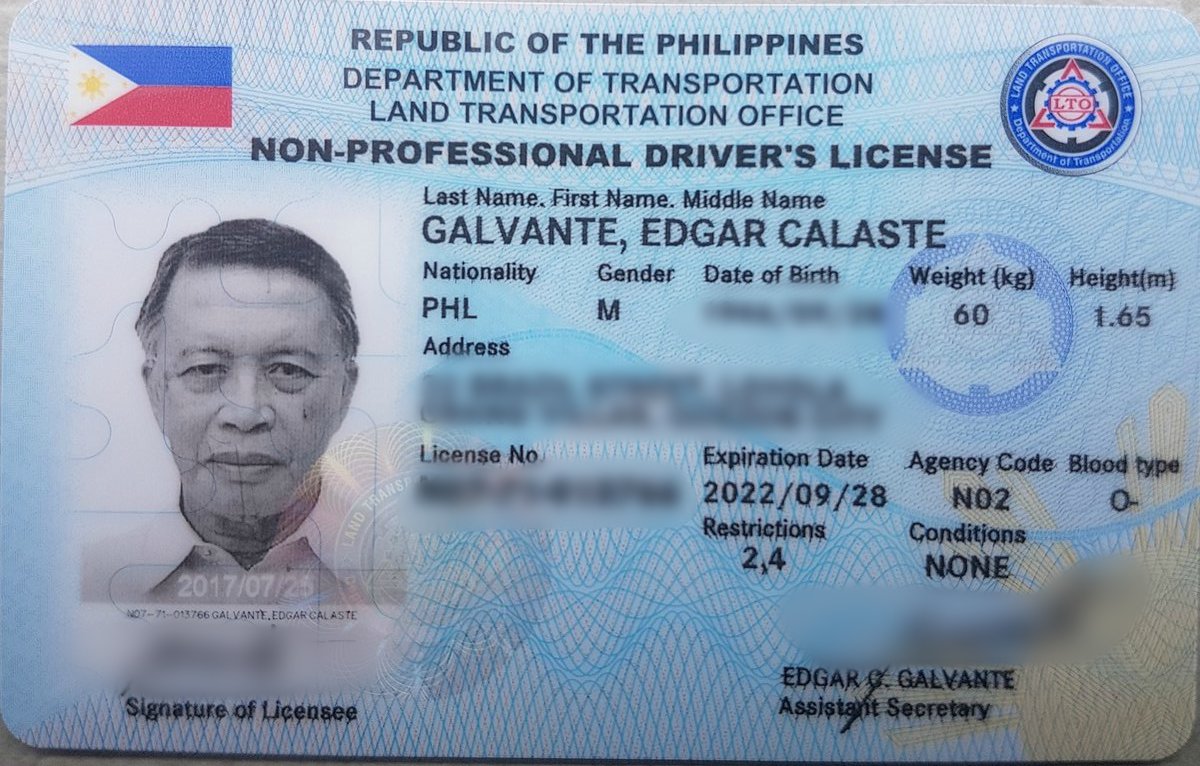 REPUBLIC OF THE PHILIPPINES
DEPARTMENT OF TRANSPORTATION
LAND TRANSPORTATION OFFICE
NON-PROFESSIONAL DRIVER'S LICENSE
LAND TRANSPORTATION OFFICE
LTO
Department of Transportation
Last Name. First Name. Middle Name
GALVANTE, EDGAR CALASTE
Nationality Gender Date of Birth Weight (kg) Height(m)
PHL M 60 1.65
Address
License No. Expiration Date Agency Code Blood type
2022/09/28 N02 O-
Restrictions Conditions
2,4 NONE
LAND TRANSP
2017/07/25
N07-71-013766 GALVANTE,EDGAR CALASTE
Signature of Licensee
EDGAR C. GALVANTE
Assistant Secretary